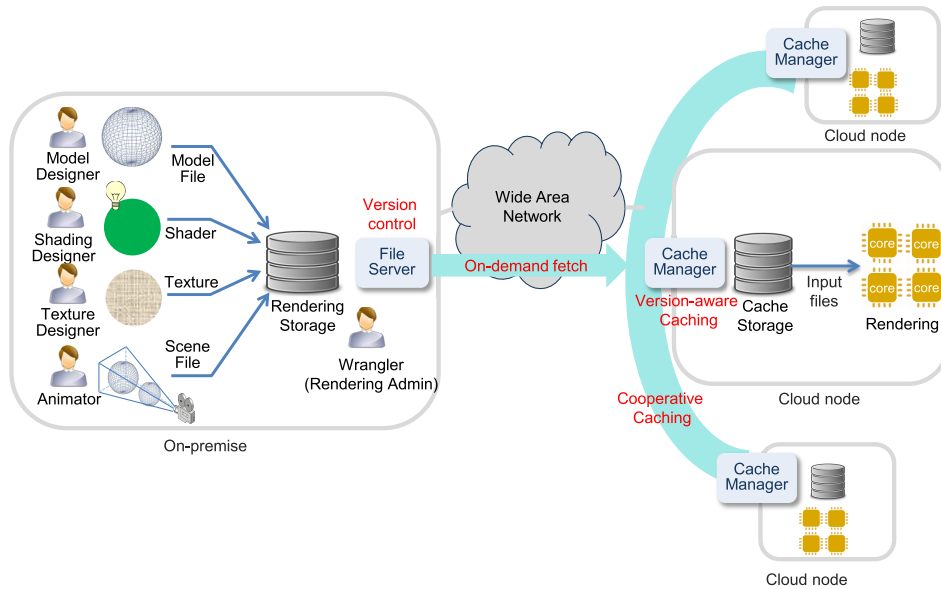 Model
Designer
Model
File
Shading
Designer
Shader
Texture
Designer
Texture
Animator
Scene
File
Rendering
Storage
Version
control
File
Server
Wrangler
(Rendering Admin)
On-premise
Wide Area
Network
On-demand fetch
Cache
Manager
Cloud node
Cache
Manager
Version-aware
Caching
Cache
Storage
Input
files
core
core
core
core
Rendering
Cloud node
Cooperative
Caching
Cache
Manager
Cloud node